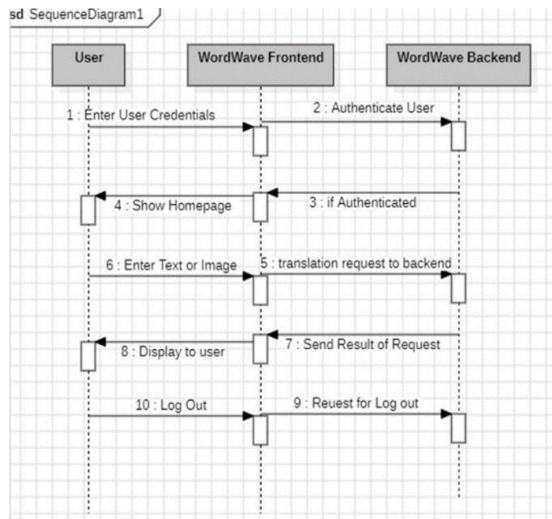 sd SequenceDiagram1
User
WordWave Frontend
WordWave Backend
1 : Enter User Credentials
2 : Authenticate User
4 : Show Homepage
3 : if Authenticated
6 : Enter Text or Image
5 : translation request to backend
8 : Display to user
7 : Send Result of Request
10 : Log Out
9 : Reuest for Log out